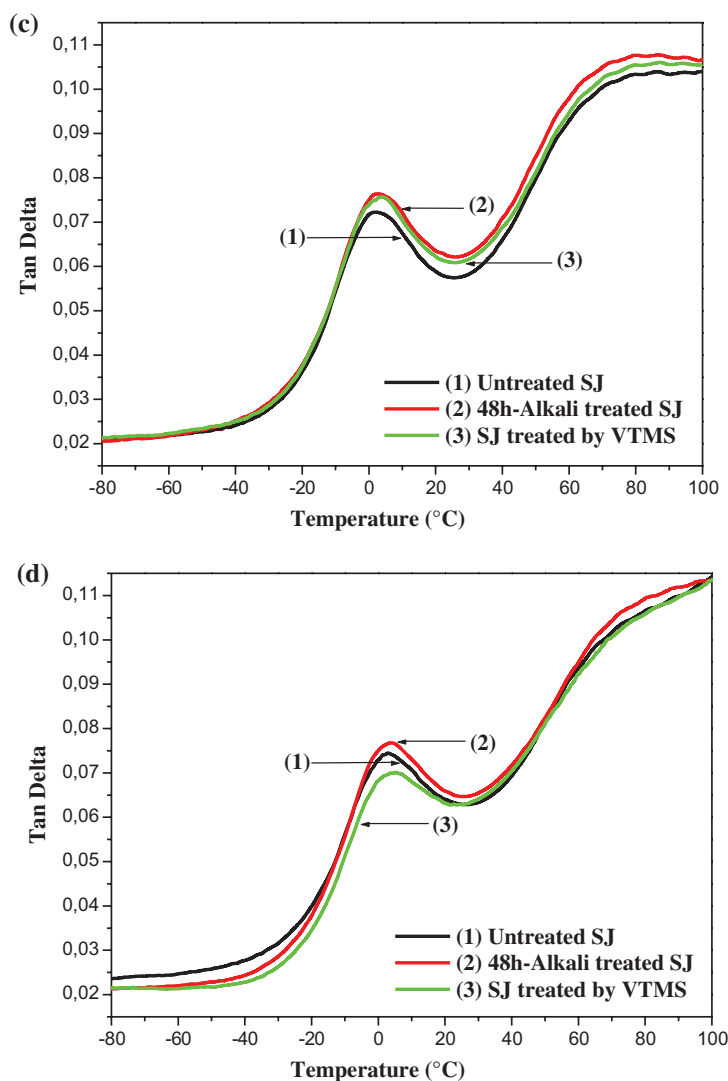 (c)
0,11
0,10
0,09
0,08
0,07
0,06
0,05
0,04
0,03
0,02
Tan Delta
(2)
(1)
(3)
(1) Untreated SJ
(2) 48h-Alkali treated SJ
(3) SJ treated by VTMS
-80 -60 -40 -20 0 20 40 60 80 100
Temperature (°C)
(d)
0,11
0,10
0,09
0,08
0,07
0,06
0,05
0,04
0,03
0,02
Tan Delta
(2)
(1)
(3)
(1) Untreated SJ
(2) 48h-Alkali treated SJ
(3) SJ treated by VTMS
-80 -60 -40 -20 0 20 40 60 80 100
Temperature (°C)